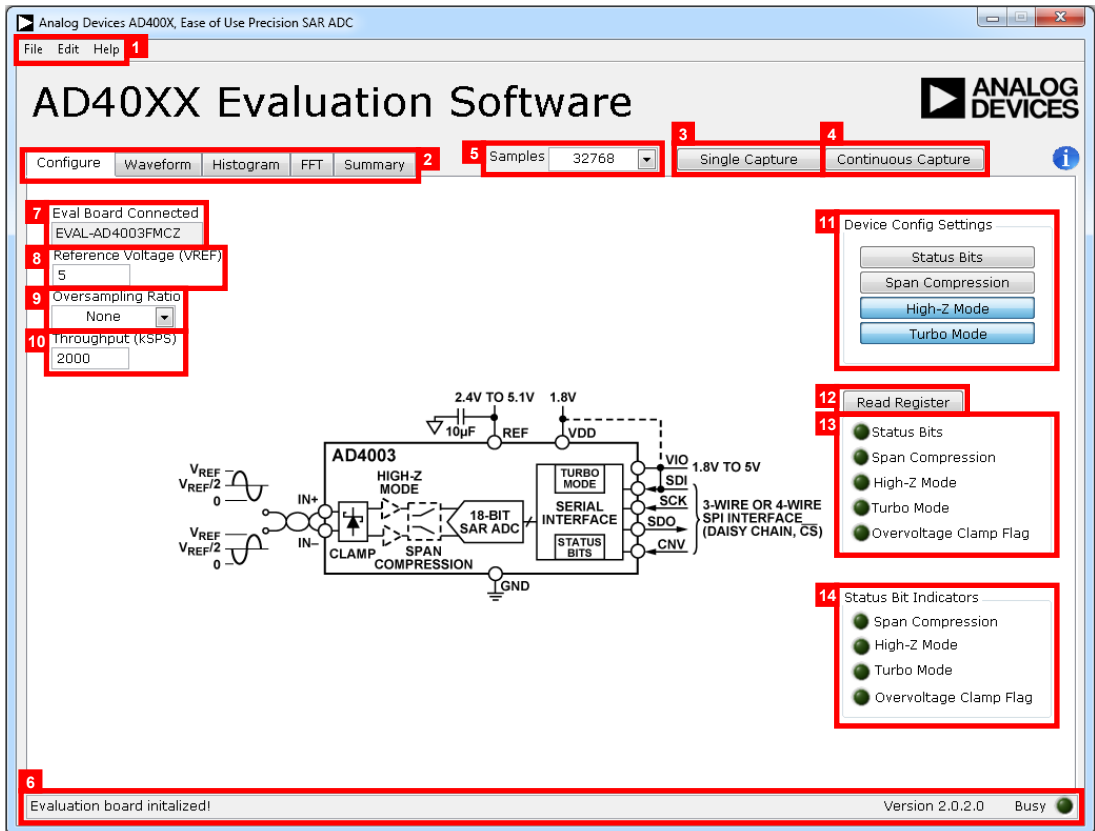 Analog Devices AD400X, Ease of Use Precision SAR ADC
File Edit Help 1
AD40XX Evaluation Software
ANALOG
DEVICES
Configure Waveform Histogram FFT Summary 2
5 Samples 32768
3 Single Capture
4 Continuous Capture
i
7 Eval Board Connected
EVAL-AD4003FMCZ
8 Reference Voltage (VREF)
5
9 Oversampling Ratio
None
10 Throughput (kSPS)
2000
11 Device Config Settings
Status Bits
Span Compression
High-Z Mode
Turbo Mode
12 Read Register
13 Status Bits
Span Compression
High-Z Mode
Turbo Mode
Overvoltage Clamp Flag
14 Status Bit Indicators
Span Compression
High-Z Mode
Turbo Mode
Overvoltage Clamp Flag
2.4V TO 5.1V 1.8V
10µF REF VDD
AD4003
HIGH-Z
MODE
TURBO
MODE
VIO 1.8V TO 5V
SDI
SCK
SDO
CNV
3-WIRE OR 4-WIRE
SPI INTERFACE
(DAISY CHAIN, CS)
VREF
VREF/2
0
IN+
VREF
VREF/2
0
IN–
CLAMP
SPAN
COMPRESSION
18-BIT
SAR ADC
SERIAL
INTERFACE
STATUS
BITS
GND
6
Evaluation board initalized! Version 2.0.2.0 Busy